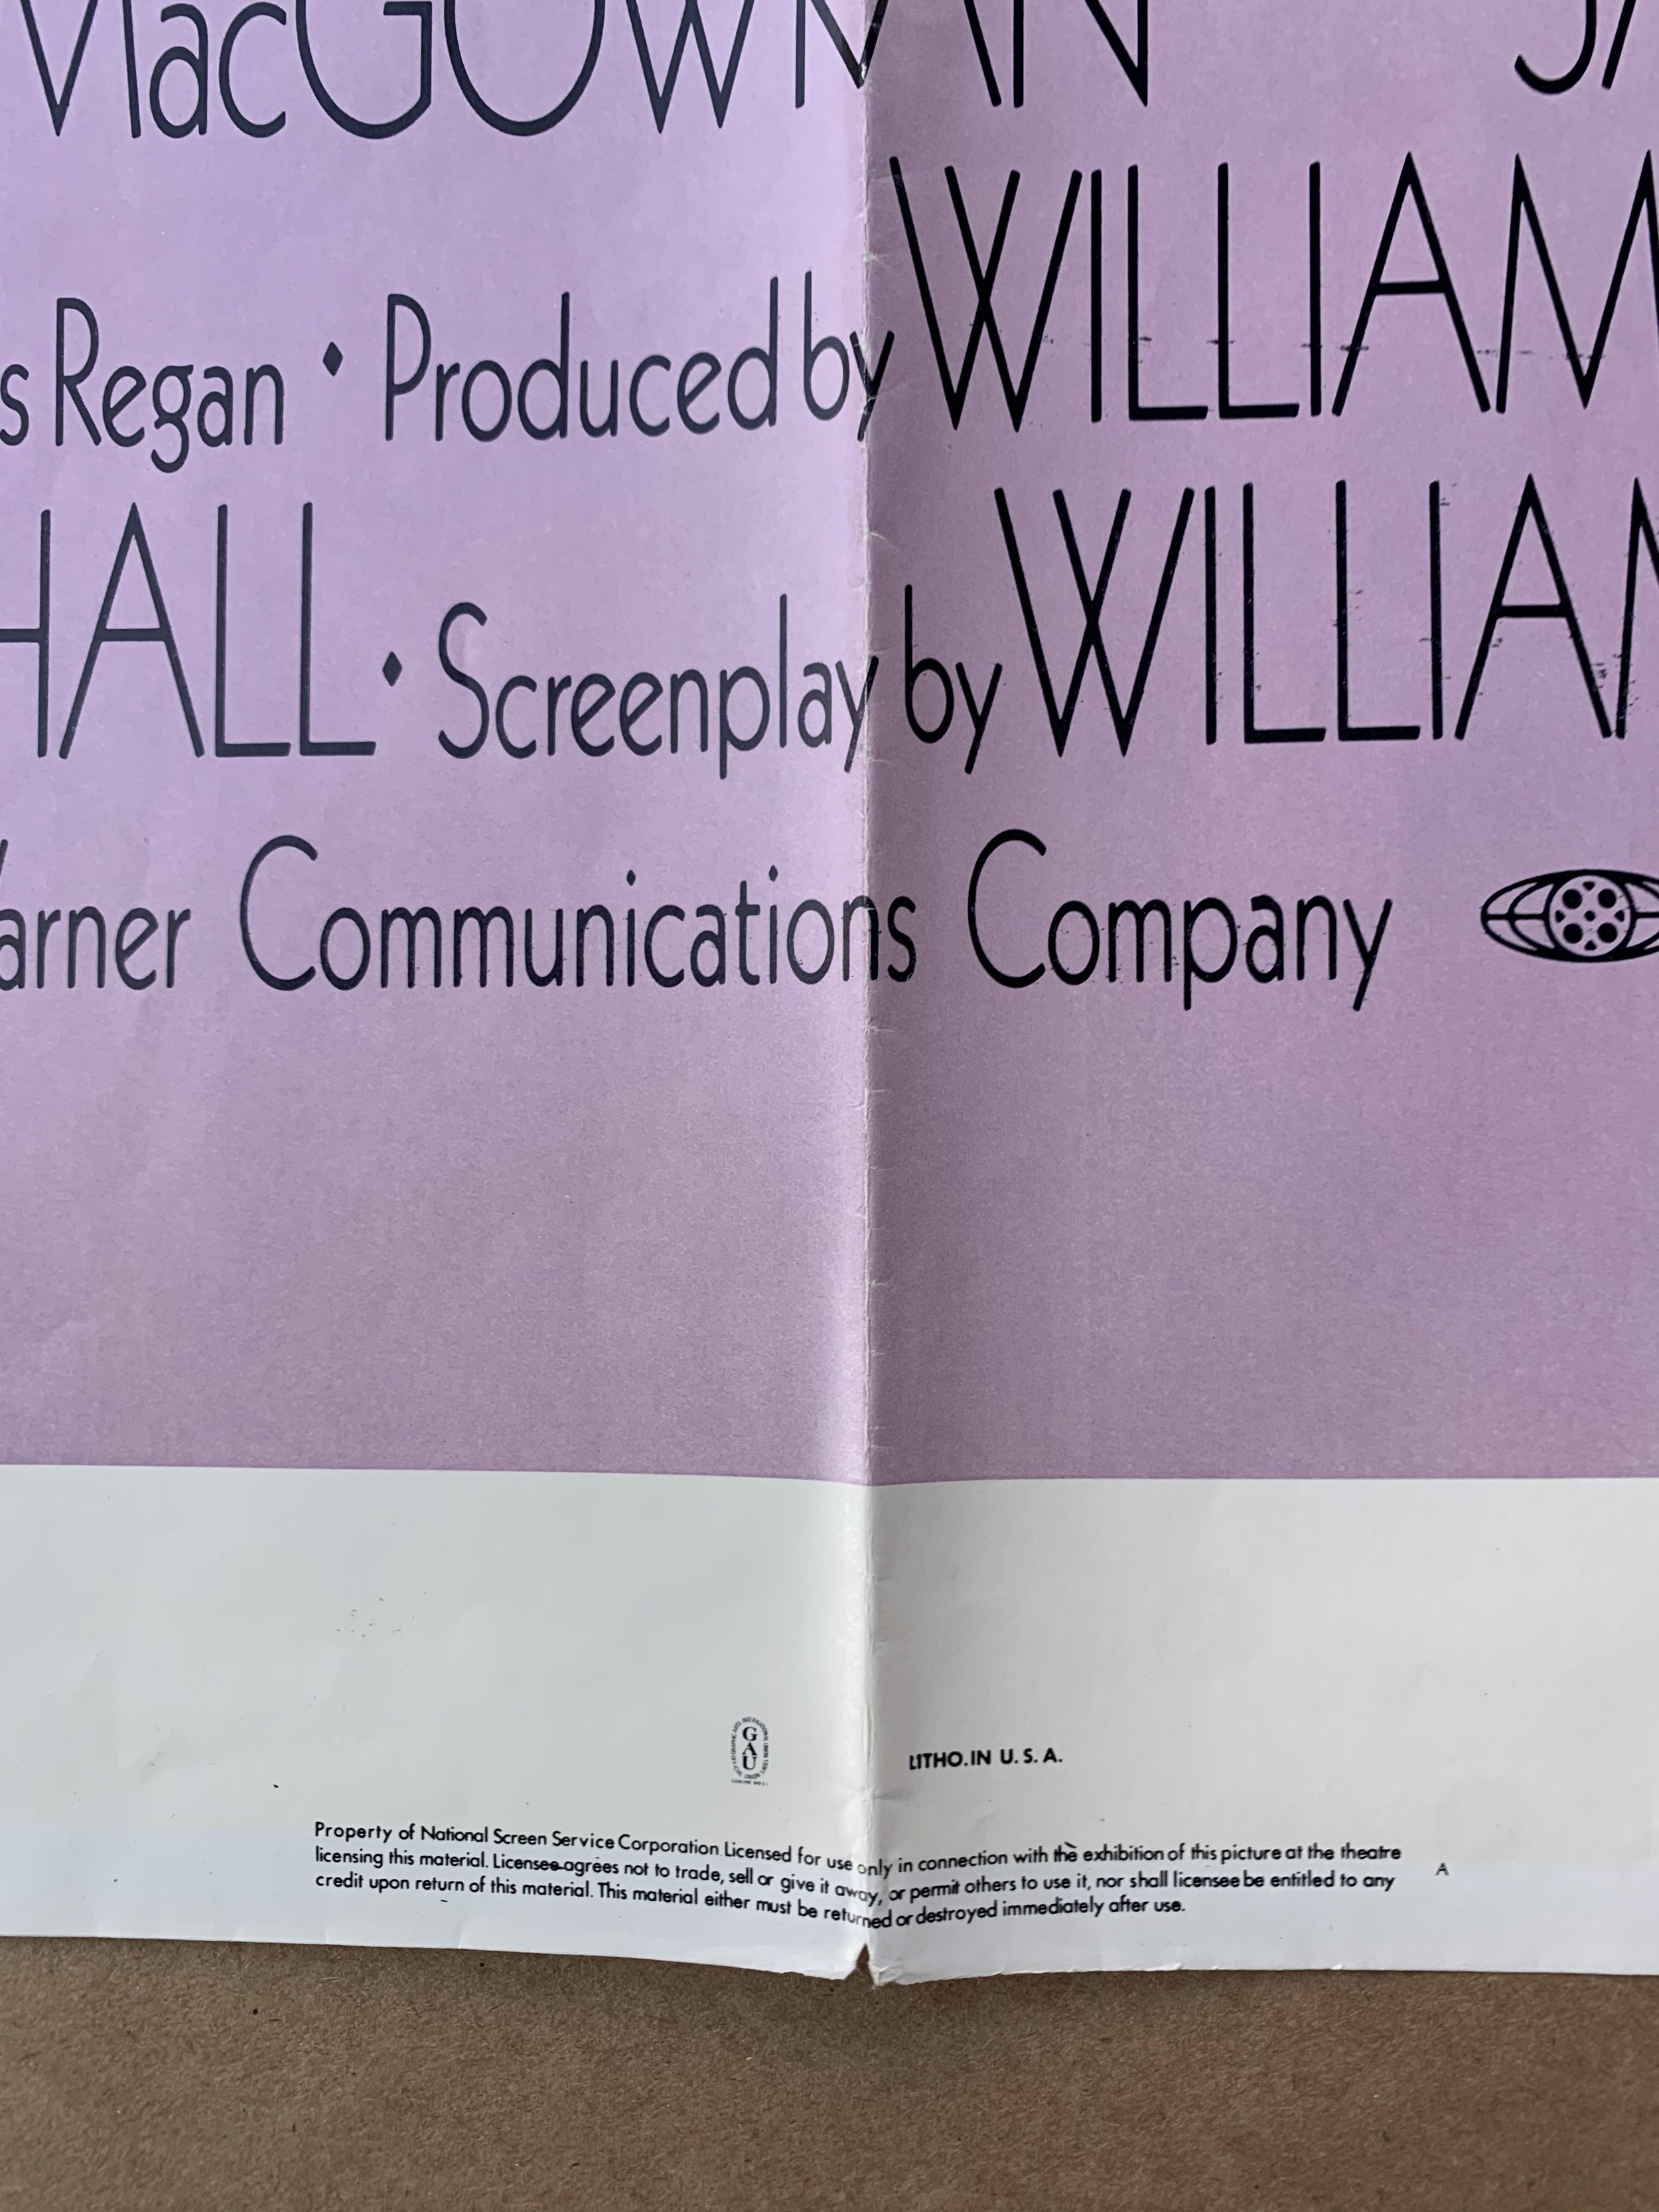 MacGOWRAN JA
s Regan • Produced by WILLIAM
HALL • Screenplay by WILLIAM
arner Communications Company
GAU
LITHO. IN U. S. A.
Property of National Screen Service Corporation Licensed for use only in connection with the exhibition of this picture at the theatre
licensing this material. Licensee agrees not to trade, sell or give it away, or permit others to use it, nor shall licensee be entitled to any
credit upon return of this material. This material either must be returned or destroyed immediately after use.
A